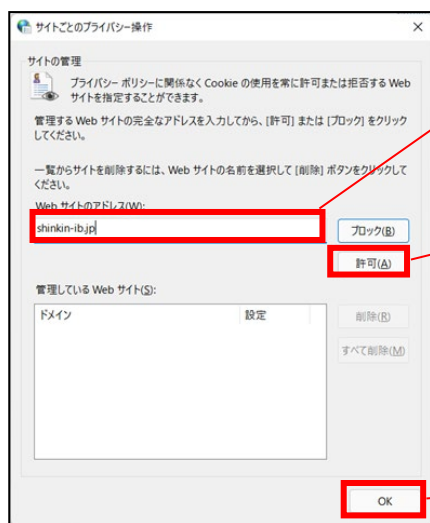 サイトごとのプライバシー操作
サイトの管理
プライバシー ポリシーに関係なく Cookie の使用を常に許可または拒否する Web
サイトを指定することができます。
管理する Web サイトの完全なアドレスを入力してから、[許可] または [ブロック] をクリック
してください。
一覧からサイトを削除するには、Web サイトの名前を選択して [削除] ボタンをクリックして
ください。
Web サイトのアドレス(W):
shinkin-ib.jp
ブロック(B)
許可(A)
管理している Web サイト(S):
ドメイン 設定
削除(R)
すべて削除(M)
OK